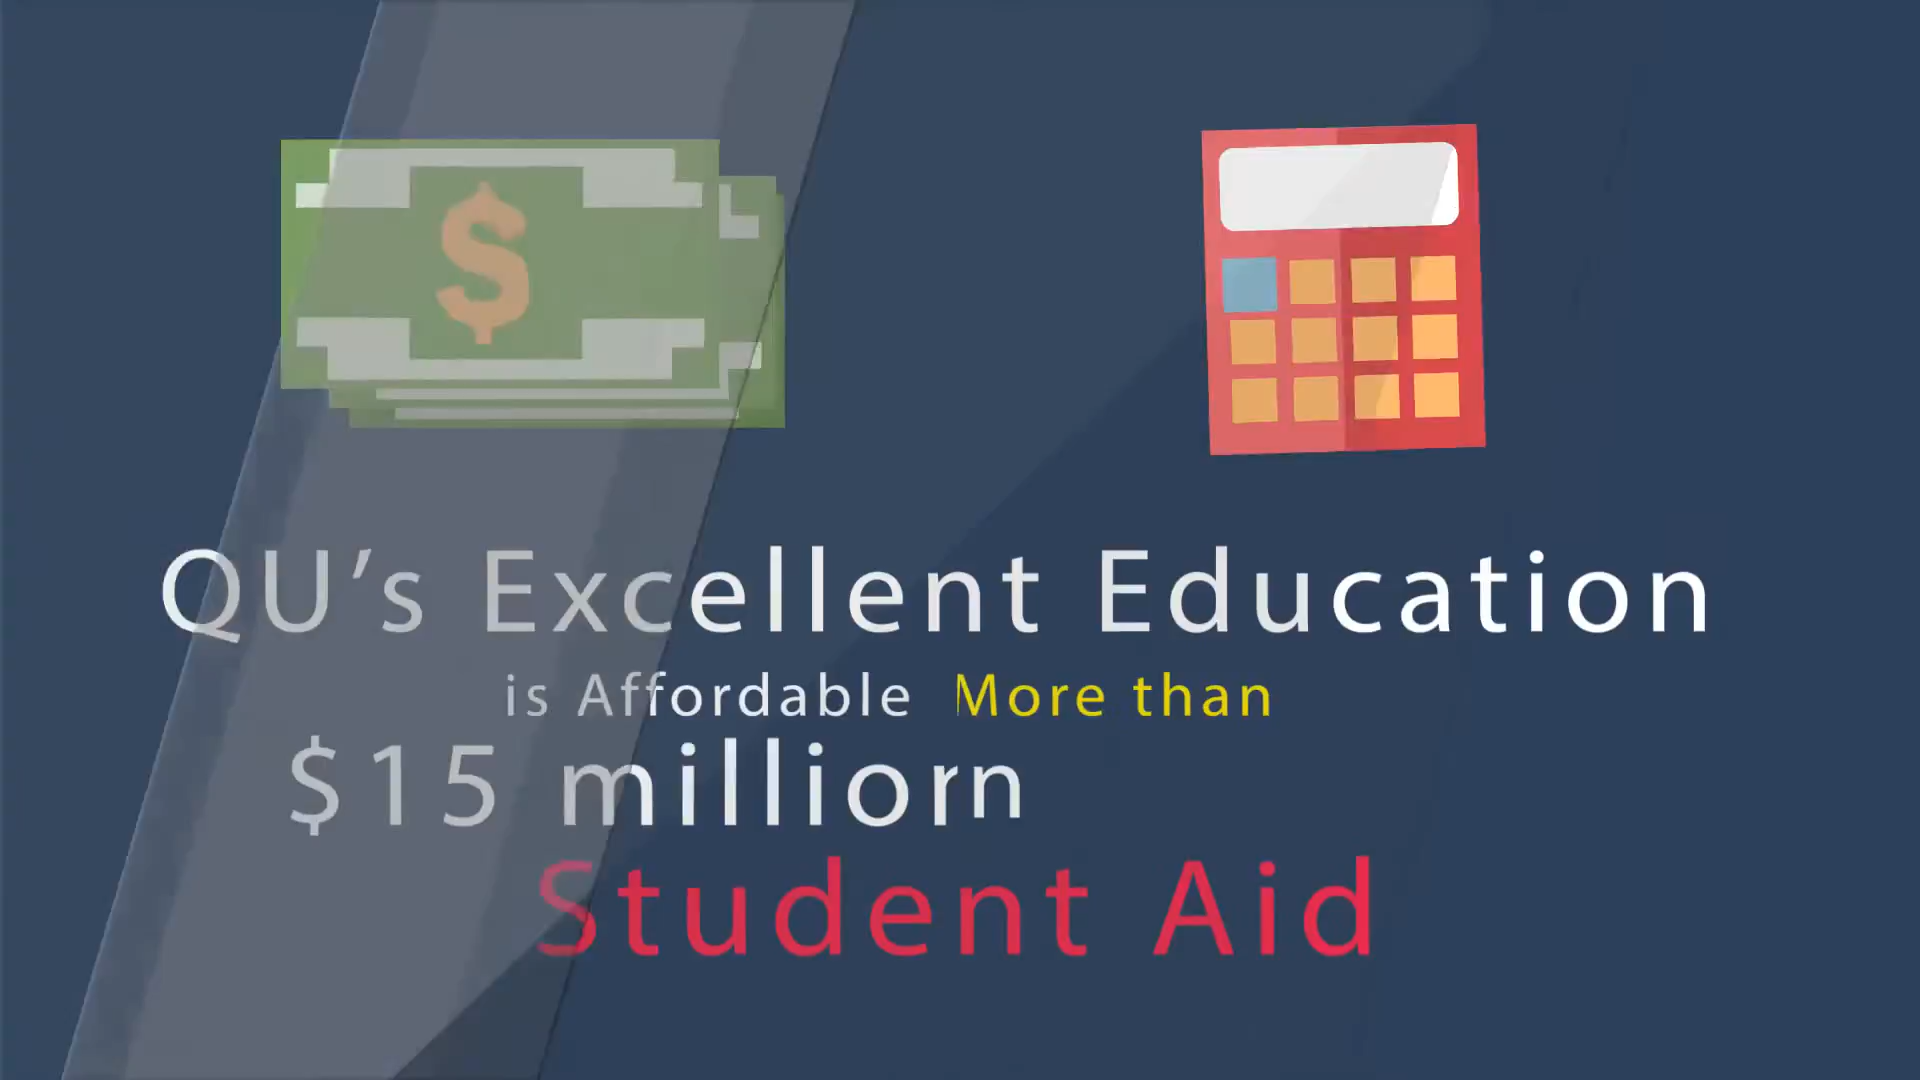 QU’s Excellent Education
is Affordable More than
$15 milliorn
Student Aid